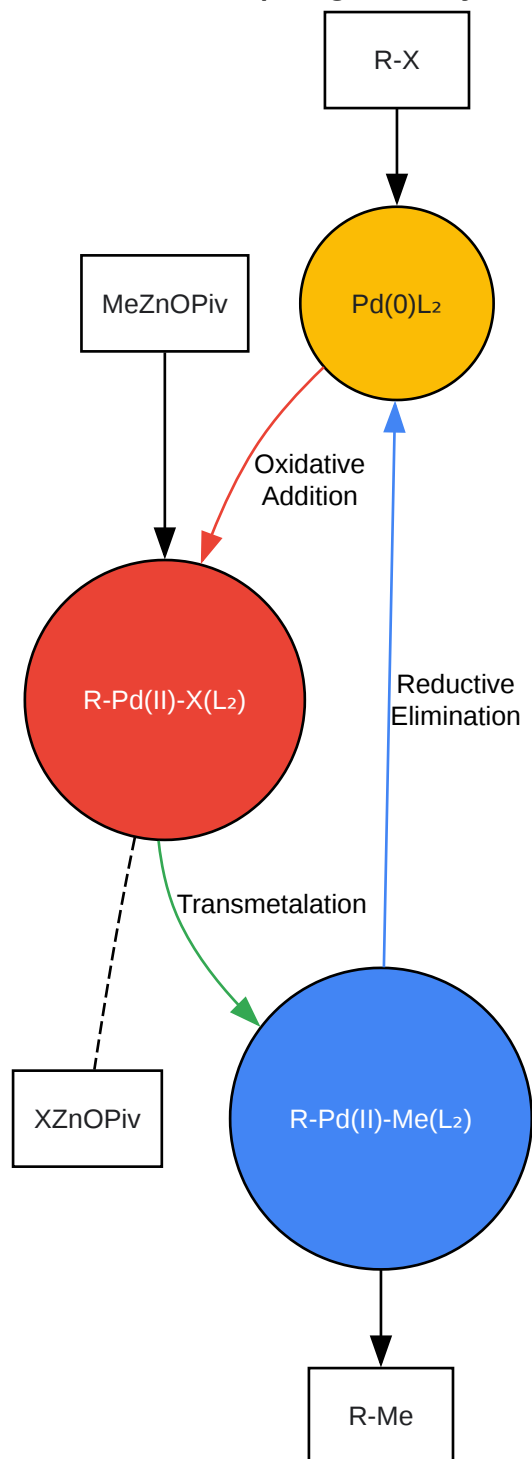 R-X
MeZnOPiv
Pd(0)L₂
Oxidative
Addition
R-Pd(II)-X(L₂)
Reductive
Elimination
Transmetalation
XZnOPiv
R-Pd(II)-Me(L₂)
R-Me